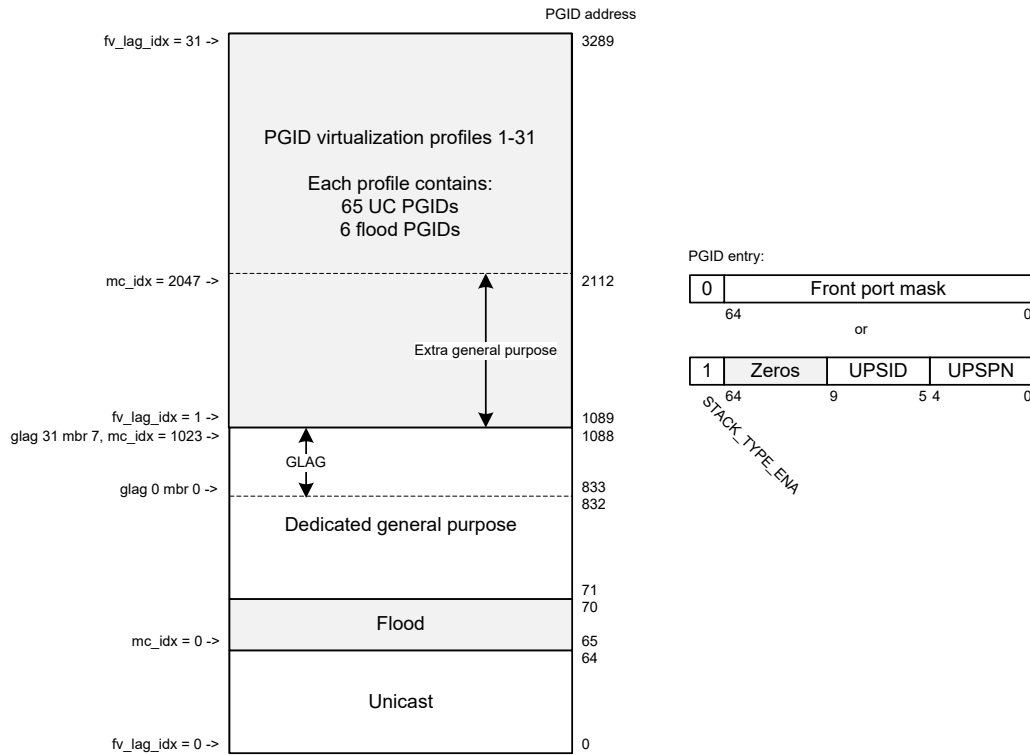 PGID address
fv_lag_idx = 31 ->
3289
PGID virtualization profiles 1-31
Each profile contains:
65 UC PGIDs
6 flood PGIDs
mc_idx = 2047 ->
2112
Extra general purpose
fv_lag_idx = 1 ->
1089
glag 31 mbr 7, mc_idx = 1023 ->
1088
GLAG
glag 0 mbr 0 ->
833
832
Dedicated general purpose
71
70
Flood
mc_idx = 0 ->
65
64
Unicast
fv_lag_idx = 0 ->
0
PGID entry:
0 Front port mask
64 0
or
1 Zeros UPSID UPSPN
64 9 5 4 0
STACK_TYPE_ENA